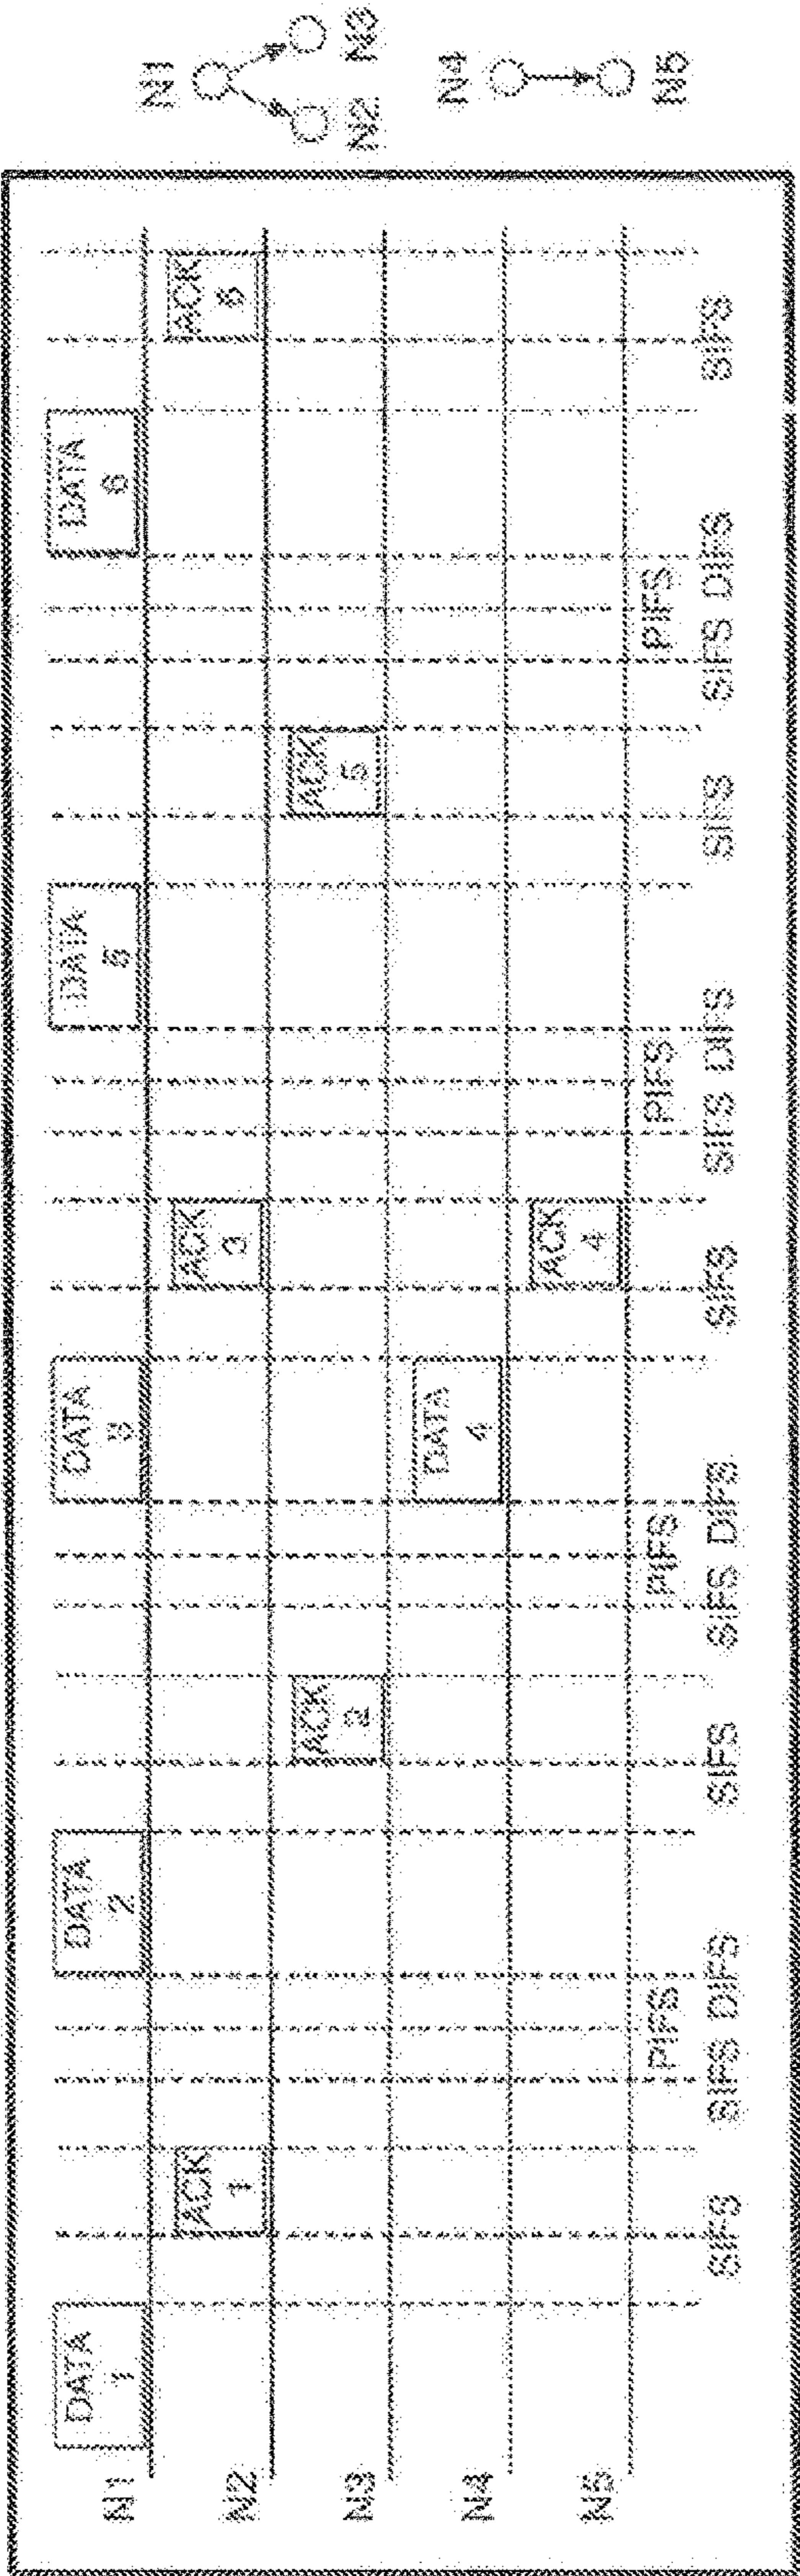 N1
DATA
1
DATA
2
DATA
3
DATA
5
DATA
6
N2
ACK
1
ACK
3
ACK
6
N3
ACK
2
ACK
5
N4
DATA
4
N5
ACK
4
PIFS
PIFS
PIFS
PIFS
SIFS
SIFS DIFS
SIFS
SIFS DIFS
SIFS
SIFS DIFS
SIFS
SIFS DIFS
SIFS
N1
N2
N3
N4
N5